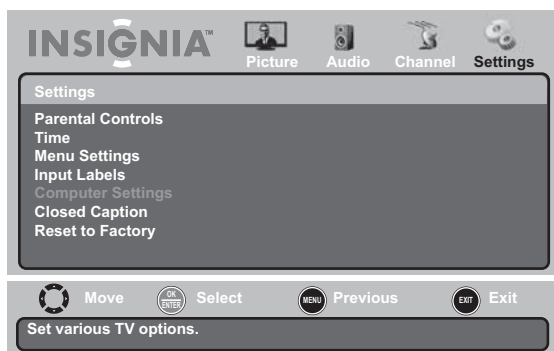 INSIGNIA™
Picture Audio Channel Settings
Settings
Parental Controls
Time
Menu Settings
Input Labels
Computer Settings
Closed Caption
Reset to Factory
Move OK ENTER Select MENU Previous EXIT Exit
Set various TV options.